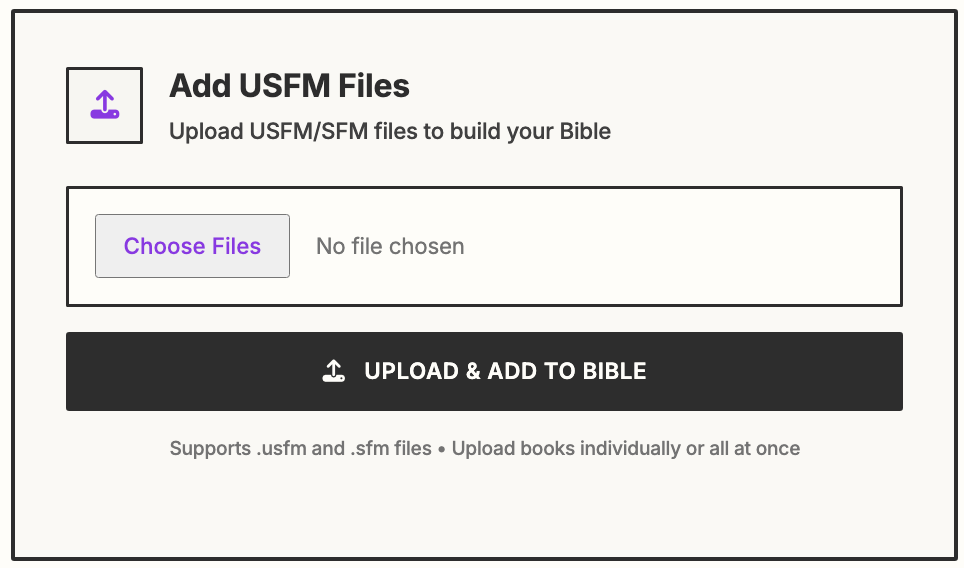 Add USFM Files
Upload USFM/SFM files to build your Bible
Choose Files No file chosen
UPLOAD & ADD TO BIBLE
Supports .usfm and .sfm files • Upload books individually or all at once